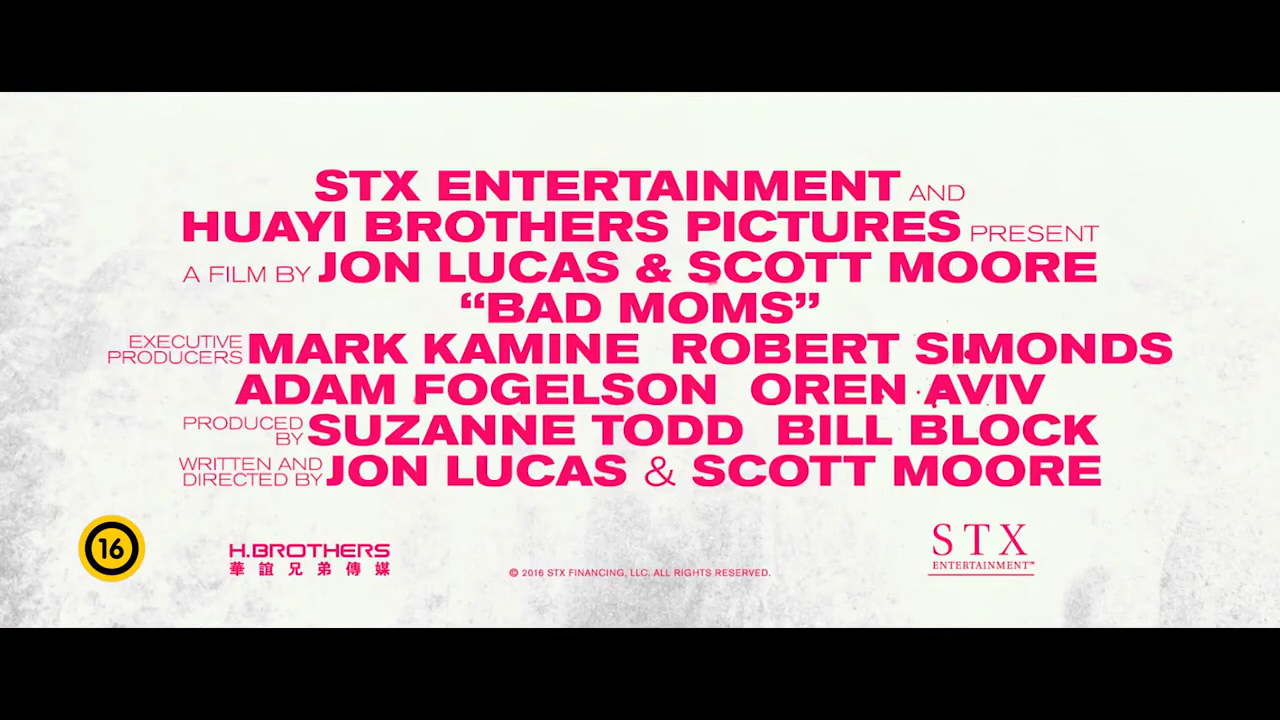 STX ENTERTAINMENT AND
HUAYI BROTHERS PICTURES PRESENT
A FILM BY JON LUCAS & SCOTT MOORE
“BAD MOMS”
EXECUTIVE PRODUCERS MARK KAMINE ROBERT SIMONDS
ADAM FOGELSON OREN AVIV
PRODUCED BY SUZANNE TODD BILL BLOCK
WRITTEN AND DIRECTED BY JON LUCAS & SCOTT MOORE
16
H.BROTHERS
華誼兄弟傳媒
© 2016 STX FINANCING, LLC. ALL RIGHTS RESERVED.
STX
ENTERTAINMENT™